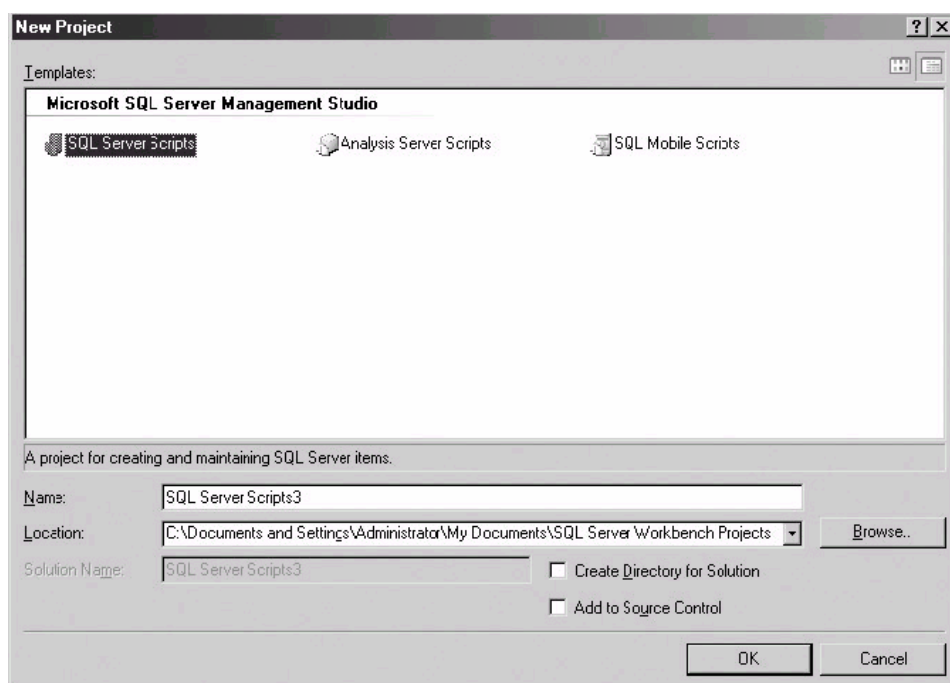 New Project
Templates:
Microsoft SQL Server Management Studio
SQL Server Scripts
Analysis Server Scripts
SQL Mobile Scripts
A project for creating and maintaining SQL Server items.
Name:
SQL Server Scripts3
Location:
C:\Documents and Settings\Administrator\My Documents\SQL Server Workbench Projects
Browse..
Solution Name:
SQL Server Scripts3
Create Directory for Solution
Add to Source Control
OK
Cancel